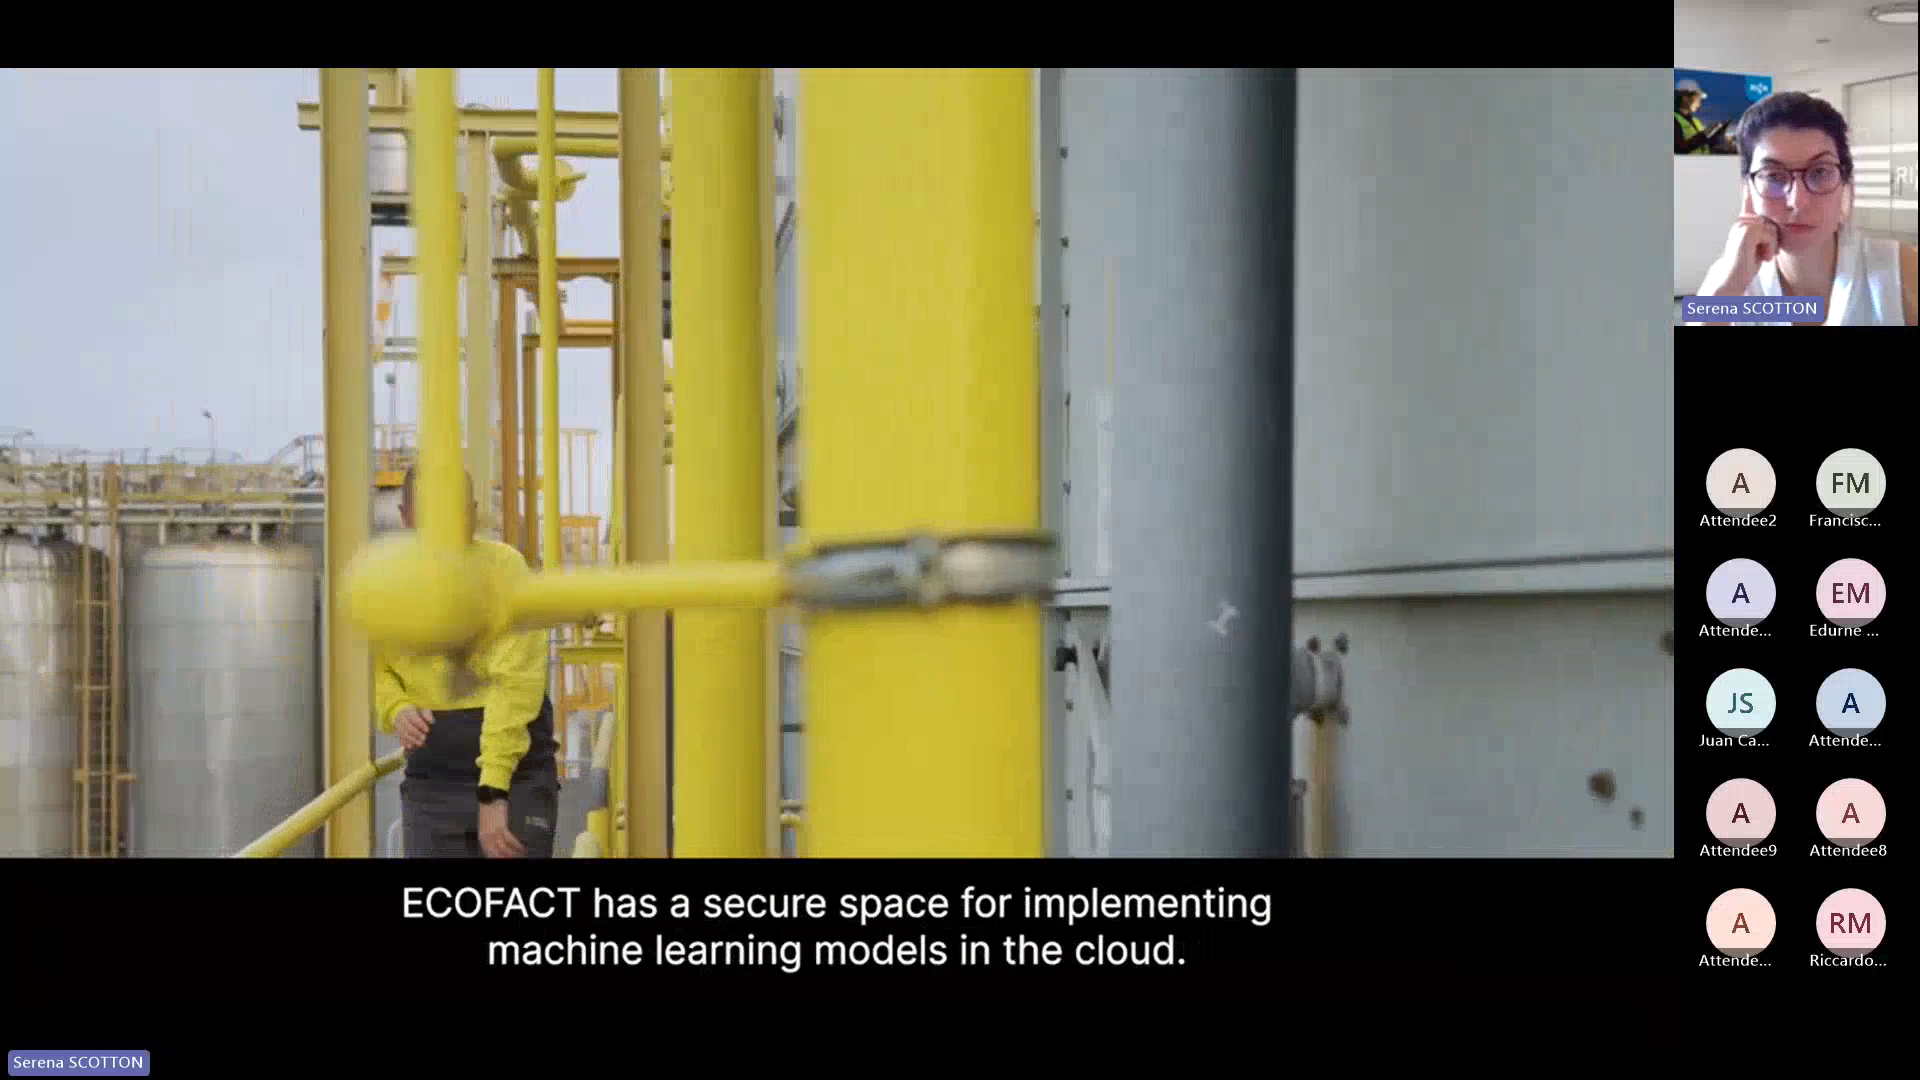 RI
Serena SCOTTON
A
Attendee2
FM
Francisc...
A
Attende...
EM
Edurne ...
JS
Juan Ca...
A
Attende...
A
Attendee9
A
Attendee8
A
Attende...
RM
Riccardo...
ECOFACT has a secure space for implementing
machine learning models in the cloud.
Serena SCOTTON